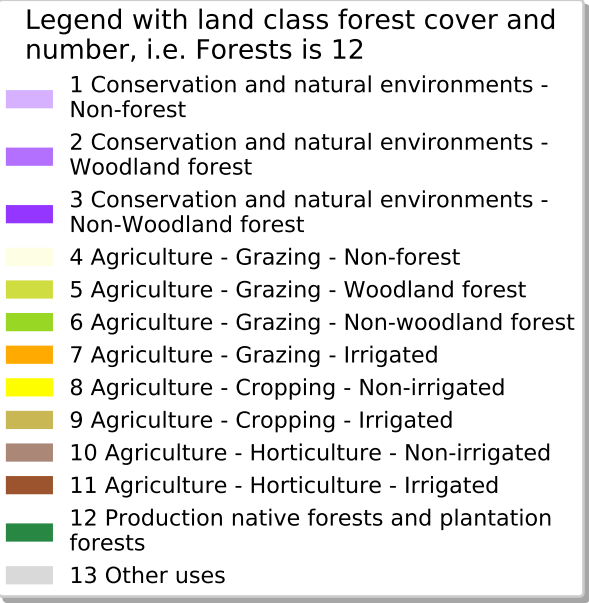 Legend with land class forest cover and
number, i.e. Forests is 12
1 Conservation and natural environments -
Non-forest
2 Conservation and natural environments -
Woodland forest
3 Conservation and natural environments -
Non-Woodland forest
4 Agriculture - Grazing - Non-forest
5 Agriculture - Grazing - Woodland forest
6 Agriculture - Grazing - Non-woodland forest
7 Agriculture - Grazing - Irrigated
8 Agriculture - Cropping - Non-irrigated
9 Agriculture - Cropping - Irrigated
10 Agriculture - Horticulture - Non-irrigated
11 Agriculture - Horticulture - Irrigated
12 Production native forests and plantation
forests
13 Other uses